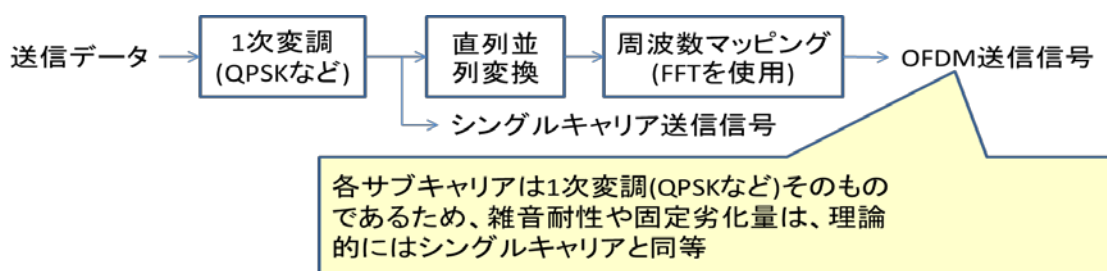 送信データ
1次変調
(QPSKなど)
直列並
列変換
周波数マッピング
(FFTを使用)
OFDM送信信号
シングルキャリア送信信号
各サブキャリアは1次変調(QPSKなど)そのもの
であるため、雑音耐性や固定劣化量は、理論
的にはシングルキャリアと同等